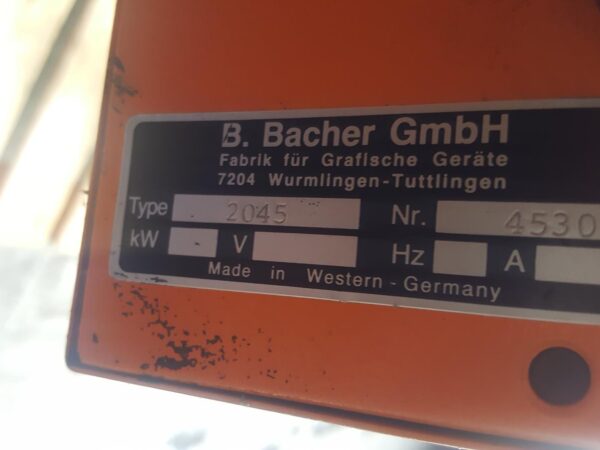 B. Bacher GmbH
Fabrik für Grafische Geräte
7204 Wurmlingen-Tuttlingen
Type 2045 Nr. 4530
kW V Hz A
Made in Western - Germany